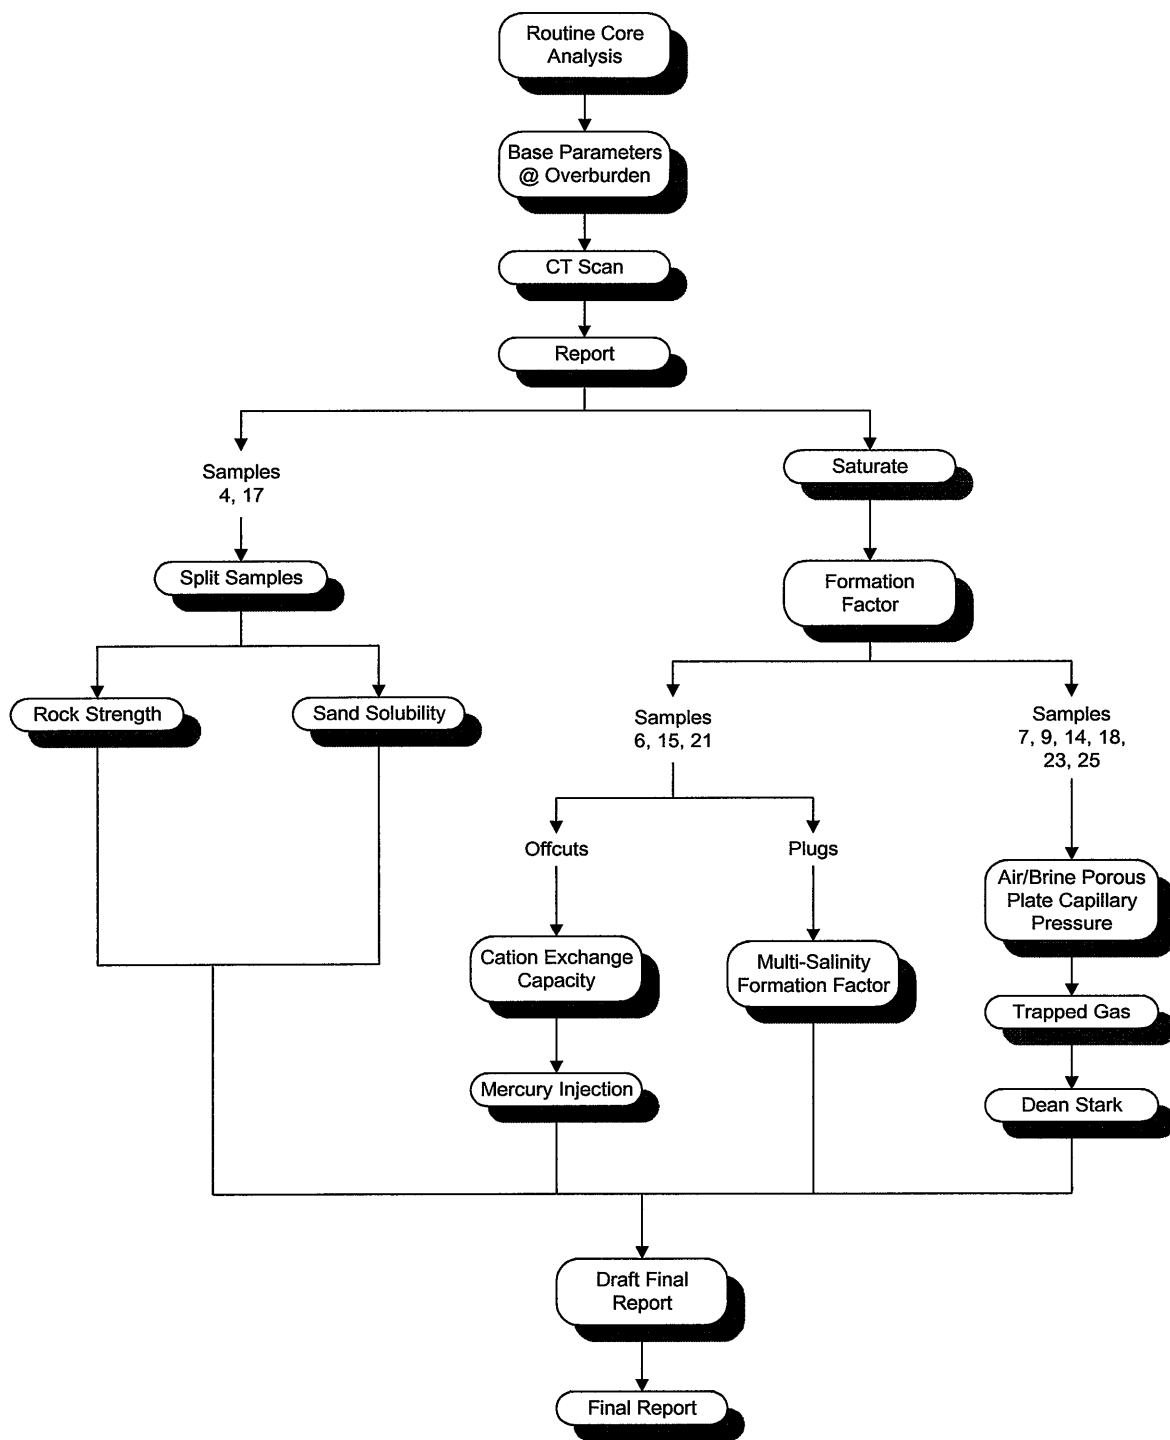 Routine Core
Analysis
Base Parameters
@ Overburden
CT Scan
Report
Samples
4, 17
Saturate
Split Samples
Formation
Factor
Rock Strength
Sand Solubility
Samples
6, 15, 21
Samples
7, 9, 14, 18,
23, 25
Offcuts
Plugs
Air/Brine Porous
Plate Capillary
Pressure
Cation Exchange
Capacity
Multi-Salinity
Formation Factor
Trapped Gas
Mercury Injection
Dean Stark
Draft Final
Report
Final Report